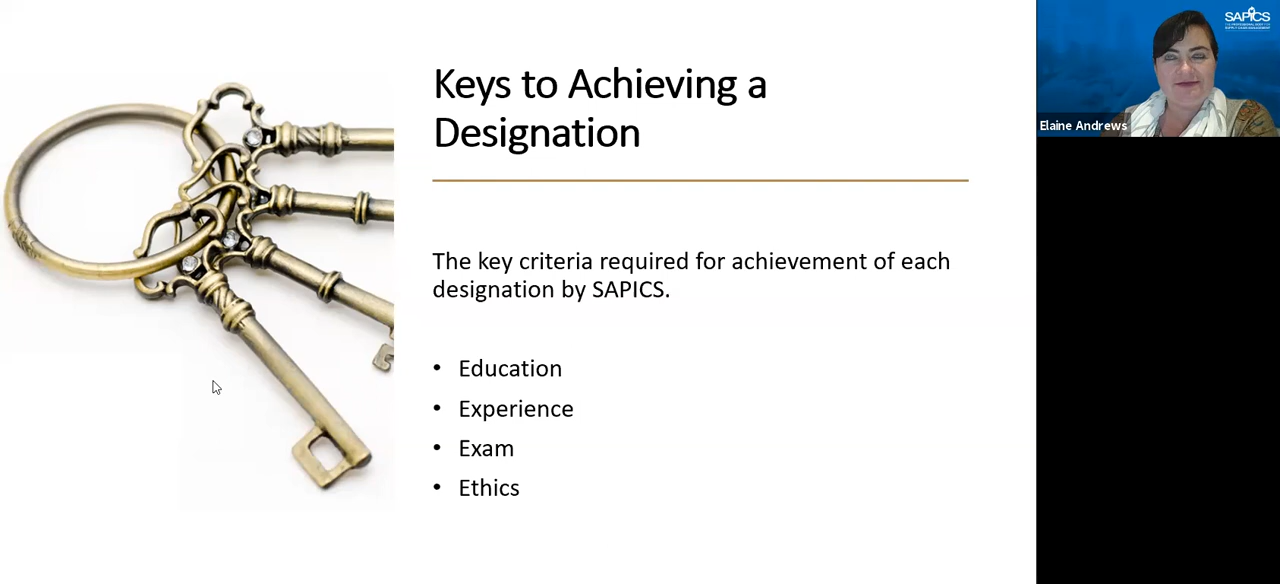 Keys to Achieving a
Designation
The key criteria required for achievement of each
designation by SAPICS.
• Education
• Experience
• Exam
• Ethics
SAPICS
Elaine Andrews